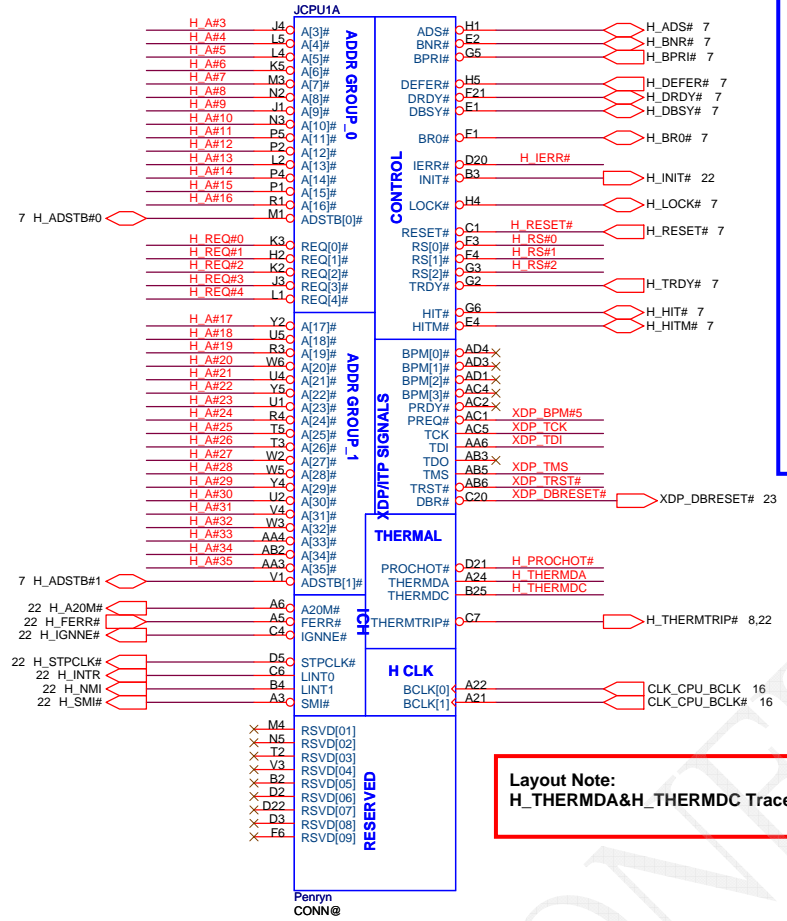 JCPU1A
H_A#3 J4 A[3]# ADS# H1 H_ADS# 7
H_A#4 L5 A[4]# BNR# E2 H_BNR# 7
H_A#5 L4 A[5]# BPRI# G5 H_BPRI# 7
H_A#6 K5 A[6]#
H_A#7 M3 A[7]# DEFER# H5 H_DEFER# 7
H_A#8 N2 A[8]# DRDY# F21 H_DRDY# 7
H_A#9 J1 A[9]# DBSY# E1 H_DBSY# 7
H_A#10 N3 A[10]#
H_A#11 P5 A[11]# BR0# F1 H_BR0# 7
H_A#12 P2 A[12]#
H_A#13 L2 A[13]# IERR# D20 H_IERR#
H_A#14 P4 A[14]# INIT# B3 H_INIT# 22
H_A#15 P1 A[15]#
H_A#16 R1 A[16]# LOCK# H4 H_LOCK# 7
7 H_ADSTB#0 M1 ADSTB[0]#
RESET# C1 H_RESET# H_RESET# 7
H_REQ#0 K3 REQ[0]# RS[0]# F3 H_RS#0
H_REQ#1 H2 REQ[1]# RS[1]# F4 H_RS#1
H_REQ#2 K2 REQ[2]# RS[2]# G3 H_RS#2
H_REQ#3 J3 REQ[3]# TRDY# G2 H_TRDY# 7
H_REQ#4 L1 REQ[4]#
HIT# G6 H_HIT# 7
HITM# E4 H_HITM# 7
ADDR GROUP_0
CONTROL
H_A#17 Y2 A[17]#
H_A#18 U5 A[18]#
H_A#19 R3 A[19]# BPM[0]# AD4
H_A#20 W6 A[20]# BPM[1]# AD3
H_A#21 U4 A[21]# BPM[2]# AD1
H_A#22 Y5 A[22]# BPM[3]# AC4
H_A#23 U1 A[23]# PRDY# AC2
H_A#24 R4 A[24]# PREQ# AC1 XDP_BPM#5
H_A#25 T5 A[25]# TCK AC5 XDP_TCK
H_A#26 T3 A[26]# TDI AA6 XDP_TDI
H_A#27 W2 A[27]# TDO AB3
H_A#28 W5 A[28]# TMS AB5 XDP_TMS
H_A#29 Y4 A[29]# TRST# AB6 XDP_TRST#
H_A#30 U2 A[30]# DBR# C20 XDP_DBRESET# XDP_DBRESET# 23
H_A#31 V4 A[31]#
H_A#32 W3 A[32]#
H_A#33 AA4 A[33]#
H_A#34 AB2 A[34]#
H_A#35 AA3 A[35]#
7 H_ADSTB#1 V1 ADSTB[1]#
ADDR GROUP_1
XDP/ITP SIGNALS
THERMAL
PROCHOT# D21 H_PROCHOT#
THERMDA A24 H_THERMDA
THERMDC B25 H_THERMDC
22 H_A20M# A6 A20M#
22 H_FERR# A5 FERR# THERMTRIP# C7 H_THERMTRIP# 8,22
22 H_IGNNE# C4 IGNNE#
ICH
22 H_STPCLK# D5 STPCLK#
22 H_INTR C6 LINT0
22 H_NMI B4 LINT1
22 H_SMI# A3 SMI#
H CLK
BCLK[0] A22 CLK_CPU_BCLK 16
BCLK[1] A21 CLK_CPU_BCLK# 16
M4 RSVD[01]
N5 RSVD[02]
T2 RSVD[03]
V3 RSVD[04]
B2 RSVD[05]
D2 RSVD[06]
D22 RSVD[07]
D3 RSVD[08]
F6 RSVD[09]
RESERVED
Layout Note:
H_THERMDA&H_THERMDC Trace
Penryn
CONN@